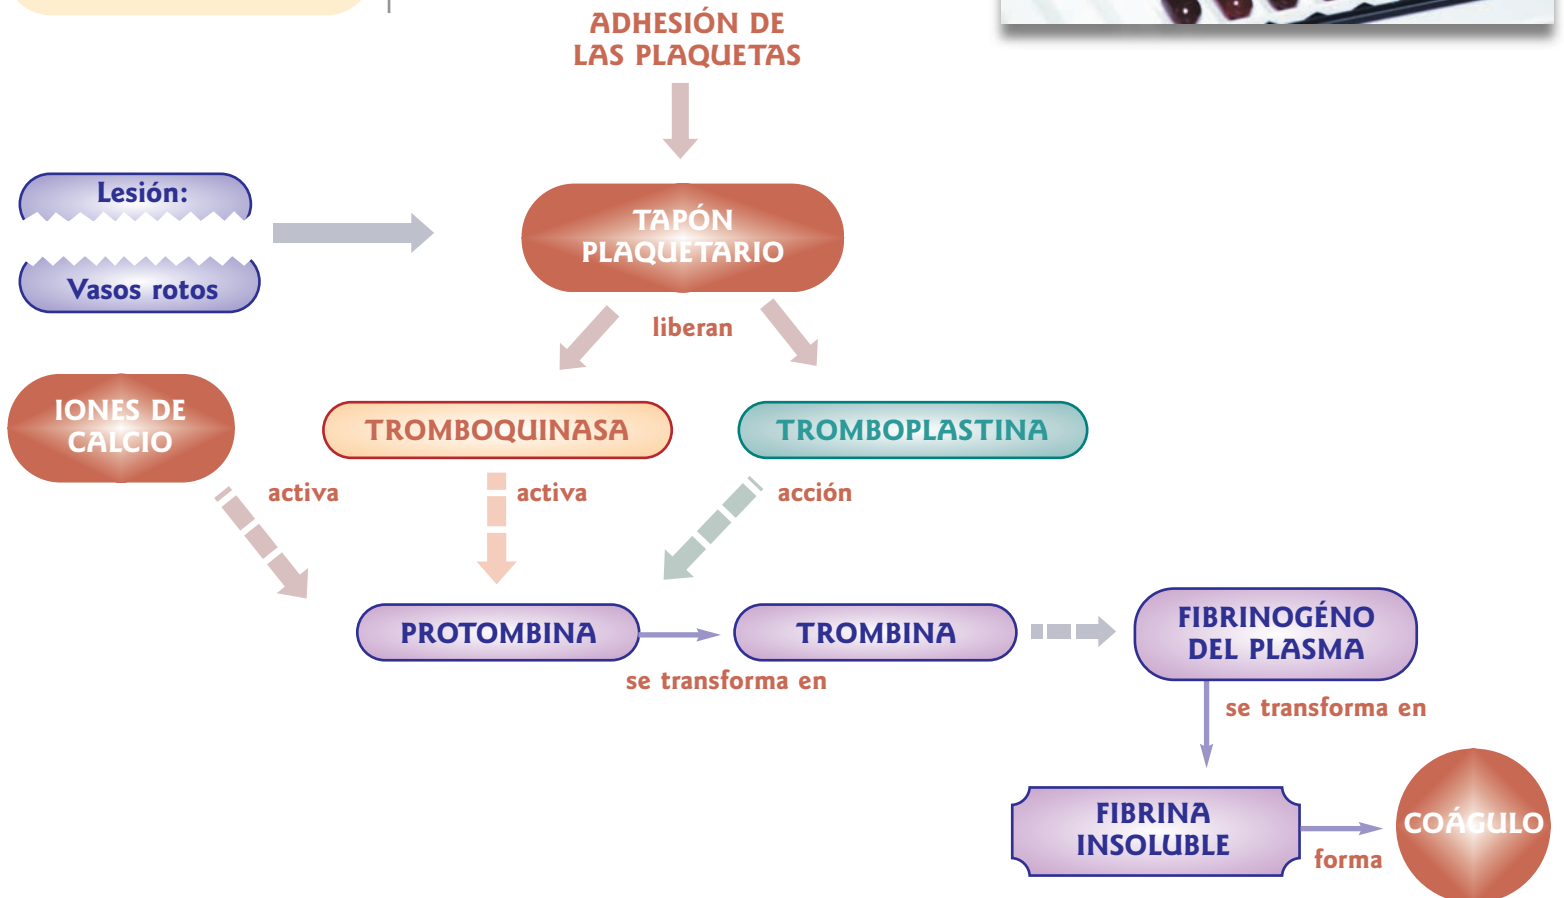 ADHESIÓN DE
LAS PLAQUETAS
Lesión:
Vasos rotos
TAPÓN
PLAQUETARIO
liberan
IONES DE
CALCIO
TROMBOQUINASA
TROMBOPLASTINA
activa
activa
acción
PROTOMBINA
TROMBINA
FIBRINOGÉNO
DEL PLASMA
se transforma en
se transforma en
FIBRINA
INSOLUBLE
COÁGULO
forma